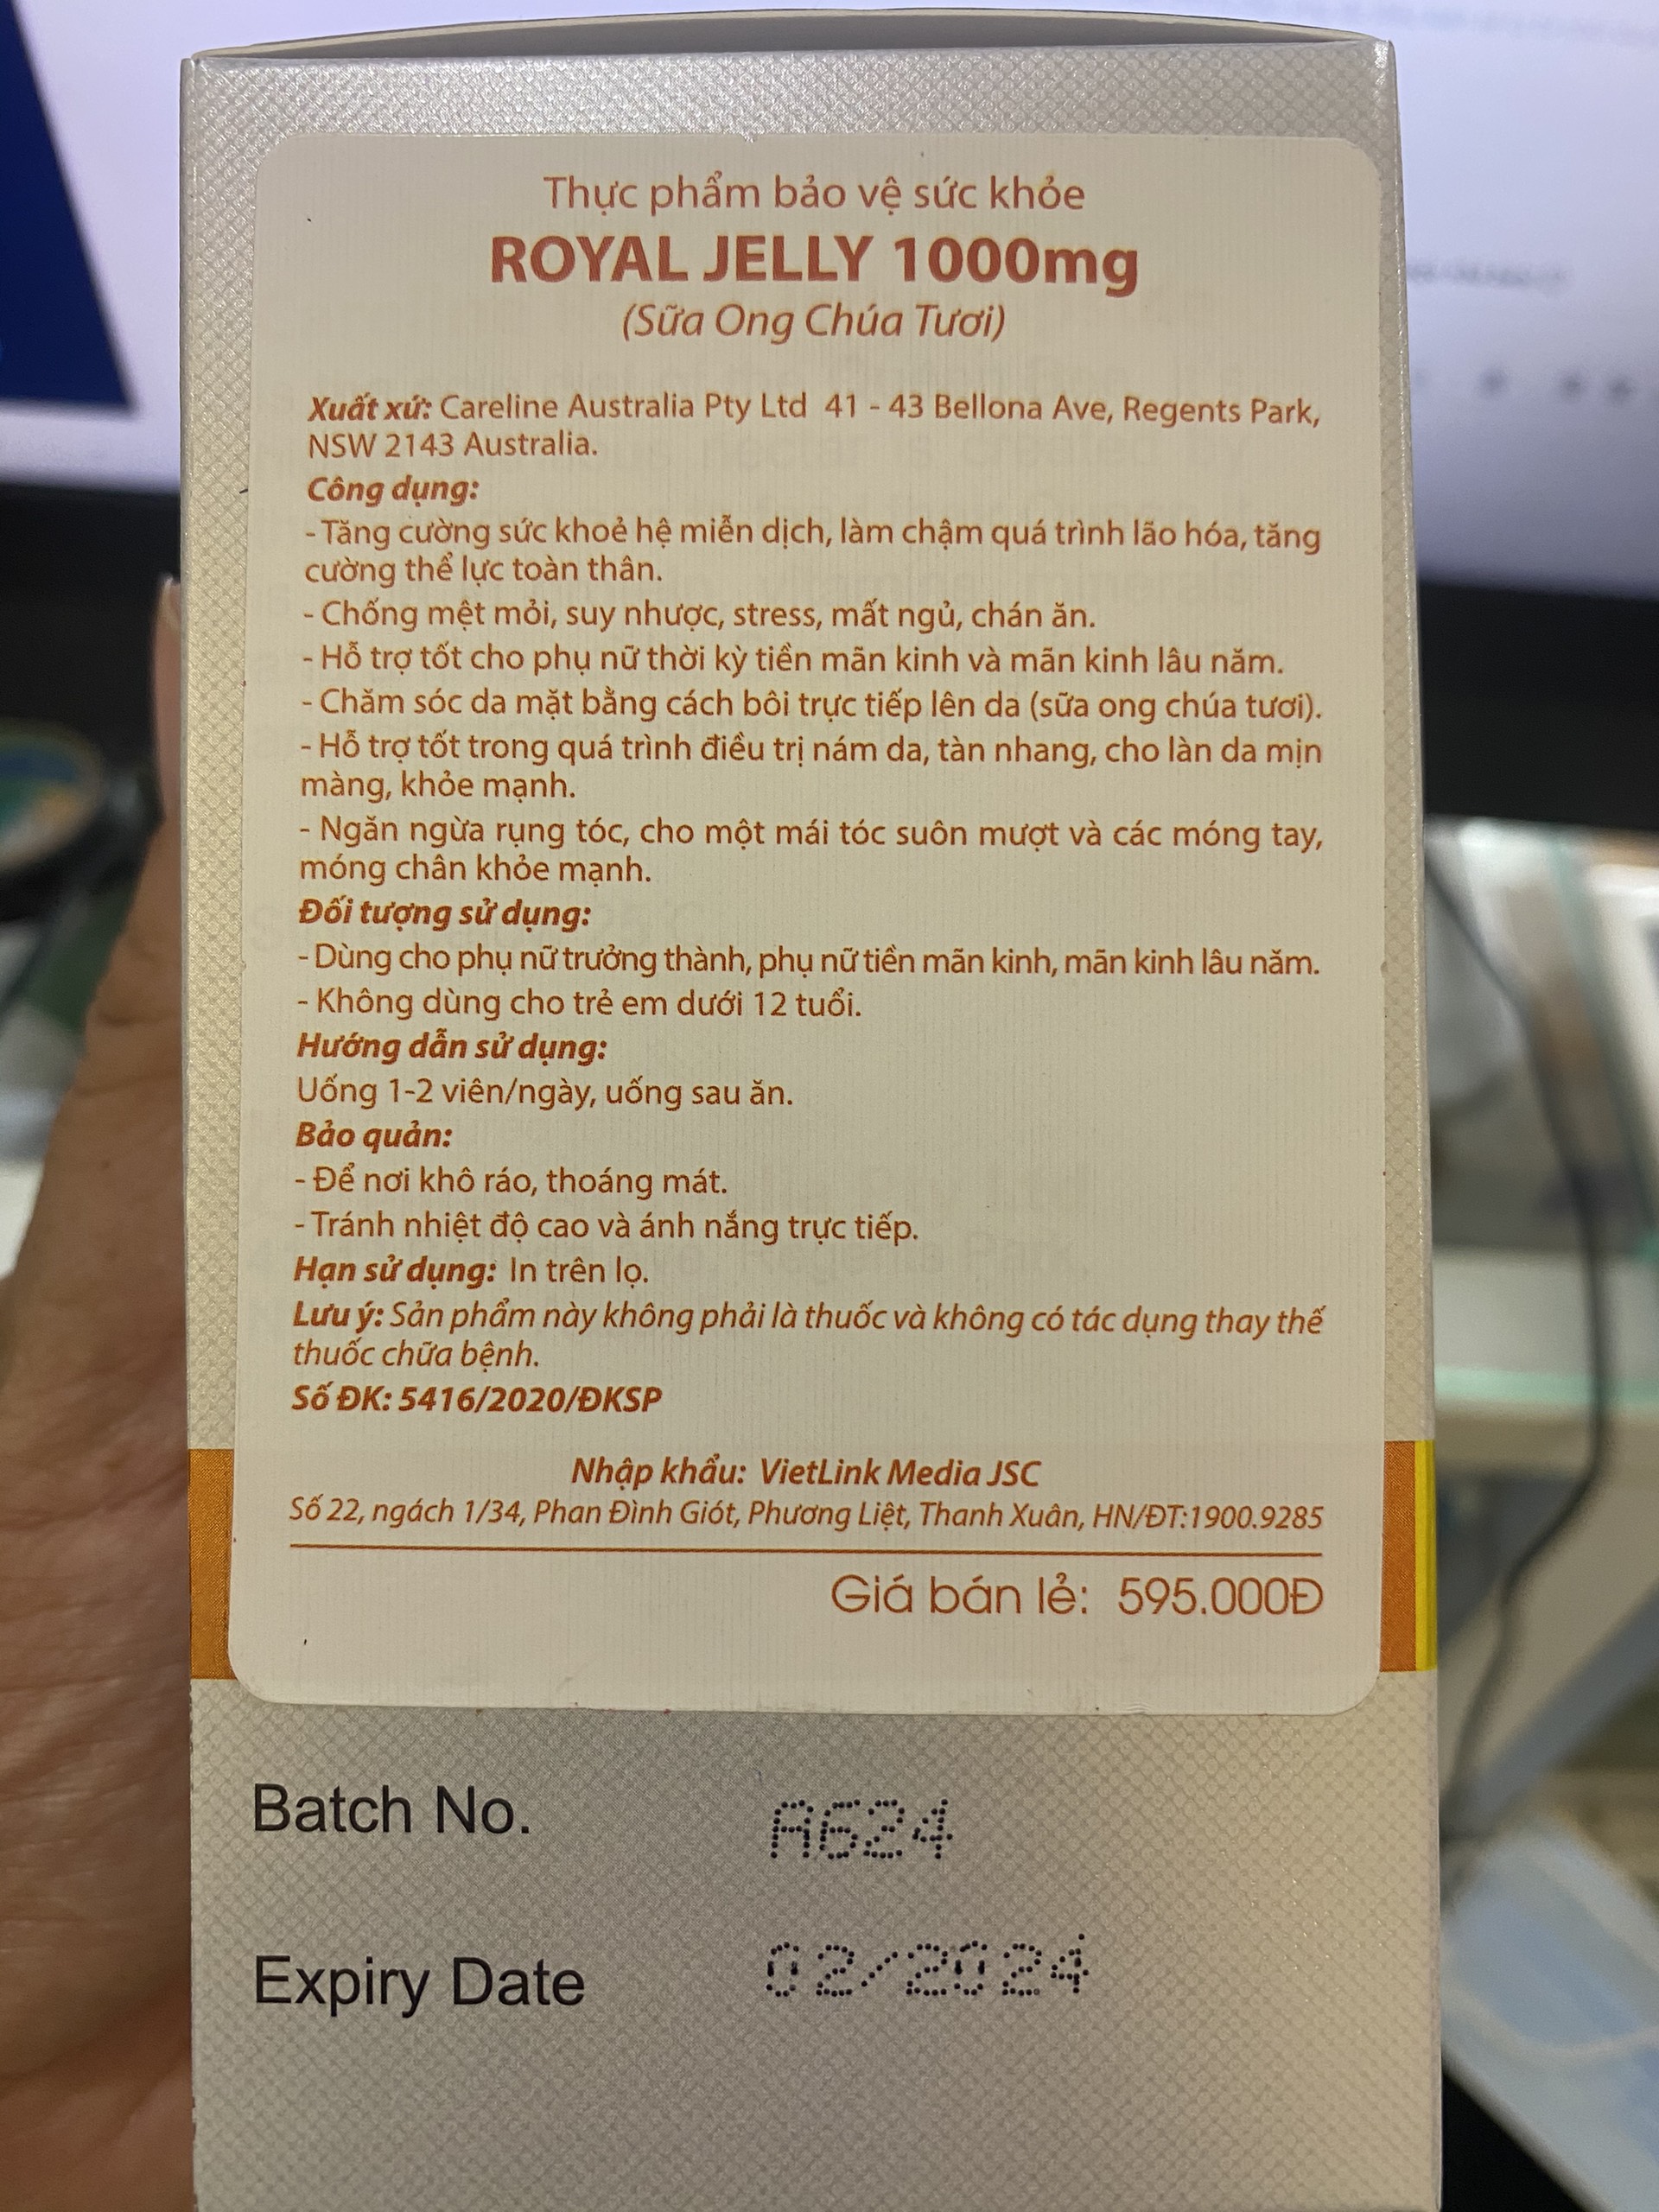 Thực phẩm bảo vệ sức khỏe
ROYAL JELLY 1000mg
(Sữa Ong Chúa Tươi)
Xuất xứ: Careline Australia Pty Ltd 41 - 43 Bellona Ave, Regents Park,
NSW 2143 Australia.
Công dụng:
- Tăng cường sức khoẻ hệ miễn dịch, làm chậm quá trình lão hóa, tăng
cường thể lực toàn thân.
- Chống mệt mỏi, suy nhược, stress, mất ngủ, chán ăn.
- Hỗ trợ tốt cho phụ nữ thời kỳ tiền mãn kinh và mãn kinh lâu năm.
- Chăm sóc da mặt bằng cách bôi trực tiếp lên da (sữa ong chúa tươi).
- Hỗ trợ tốt trong quá trình điều trị nám da, tàn nhang, cho làn da mịn
màng, khỏe mạnh.
- Ngăn ngừa rụng tóc, cho một mái tóc suôn mượt và các móng tay,
móng chân khỏe mạnh.
Đối tượng sử dụng:
- Dùng cho phụ nữ trưởng thành, phụ nữ tiền mãn kinh, mãn kinh lâu năm.
- Không dùng cho trẻ em dưới 12 tuổi.
Hướng dẫn sử dụng:
Uống 1-2 viên/ngày, uống sau ăn.
Bảo quản:
- Để nơi khô ráo, thoáng mát.
- Tránh nhiệt độ cao và ánh nắng trực tiếp.
Hạn sử dụng: In trên lọ.
Lưu ý: Sản phẩm này không phải là thuốc và không có tác dụng thay thế
thuốc chữa bệnh.
Số ĐK: 5416/2020/ĐKSP
Nhập khẩu: VietLink Media JSC
Số 22, ngách 1/34, Phan Đình Giót, Phương Liệt, Thanh Xuân, HN/ĐT:1900.9285
Giá bán lẻ: 595.000Đ
Batch No. A624
Expiry Date 02/2024